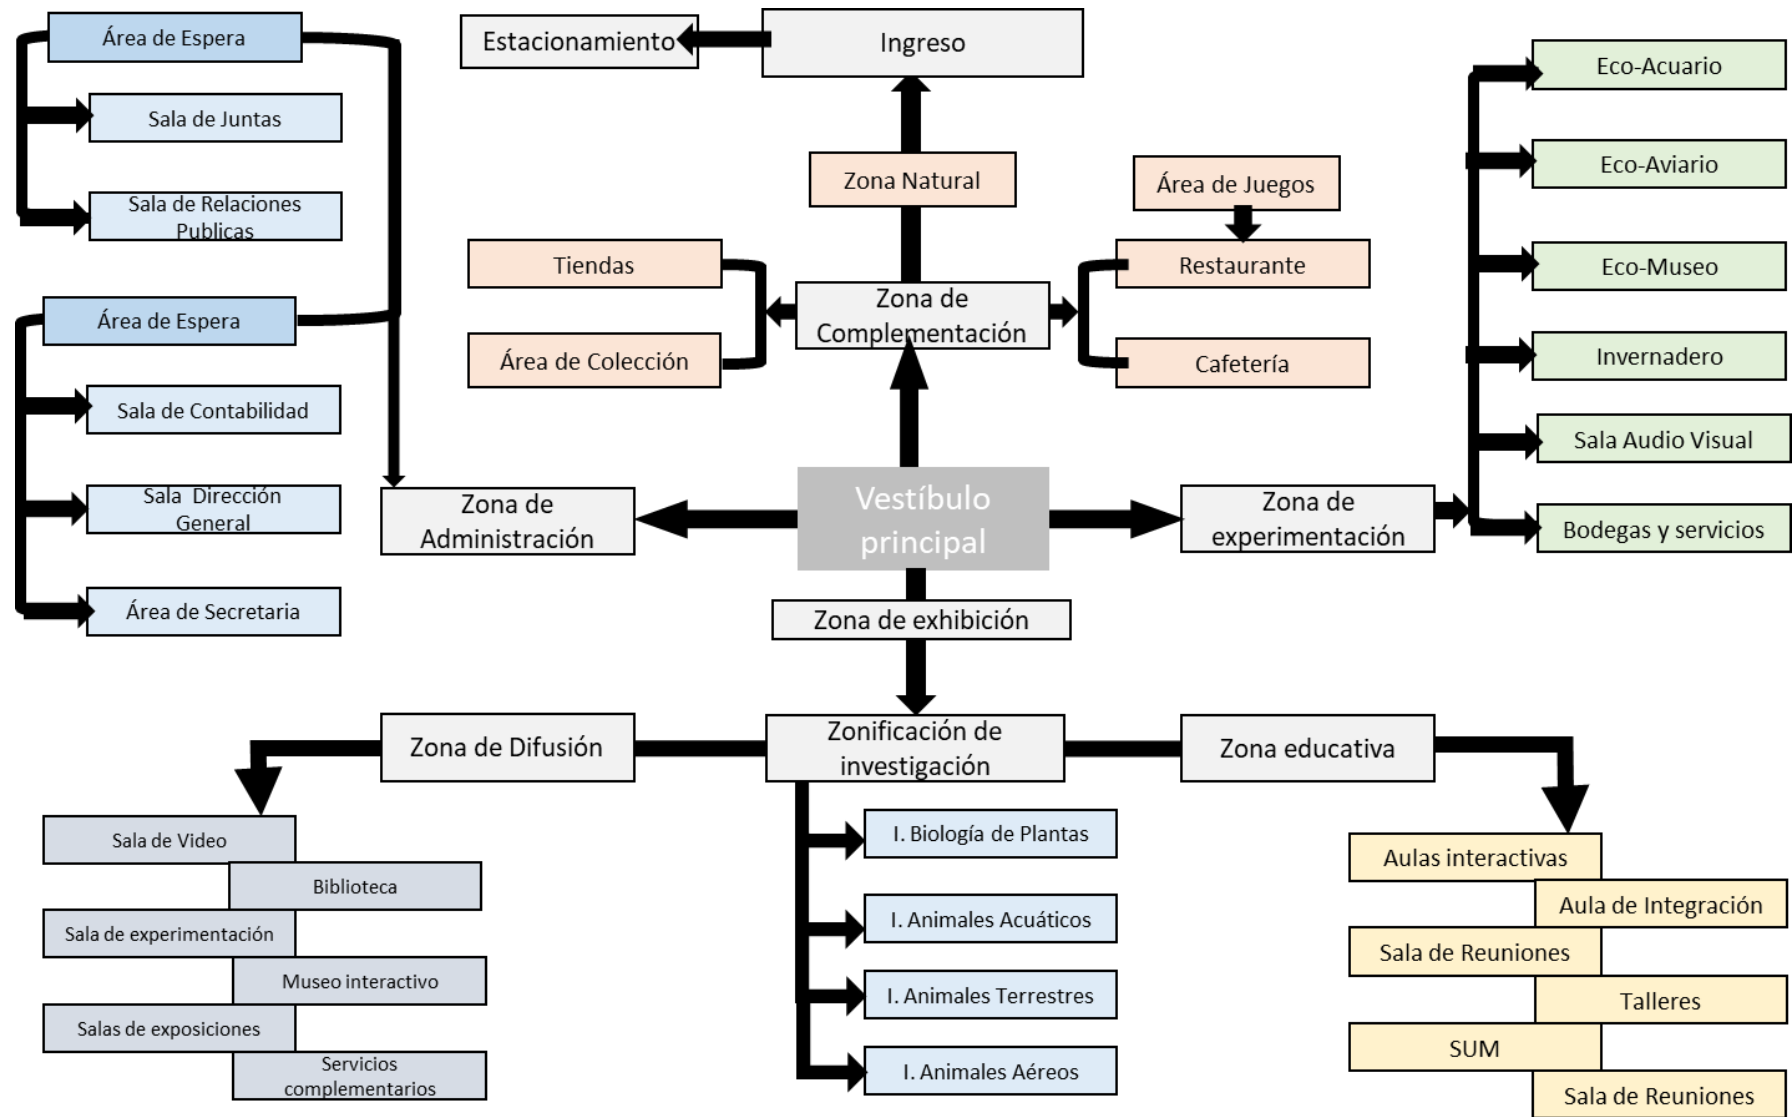 Área de Espera
Sala de Juntas
Sala de Relaciones
Publicas
Área de Espera
Sala de Contabilidad
Sala Dirección
General
Área de Secretaria
Estacionamiento
Ingreso
Zona Natural
Área de Juegos
Tiendas
Restaurante
Zona de
Complementación
Área de Colección
Cafetería
Eco-Acuario
Eco-Aviario
Eco-Museo
Invernadero
Sala Audio Visual
Bodegas y servicios
Zona de
Administración
Vestíbulo
principal
Zona de
experimentación
Zona de exhibición
Zona de Difusión
Zonificación de
investigación
Zona educativa
Sala de Video
Biblioteca
Sala de experimentación
Museo interactivo
Salas de exposiciones
Servicios
complementarios
I. Biología de Plantas
I. Animales Acuáticos
I. Animales Terrestres
I. Animales Aéreos
Aulas interactivas
Aula de Integración
Sala de Reuniones
Talleres
SUM
Sala de Reuniones